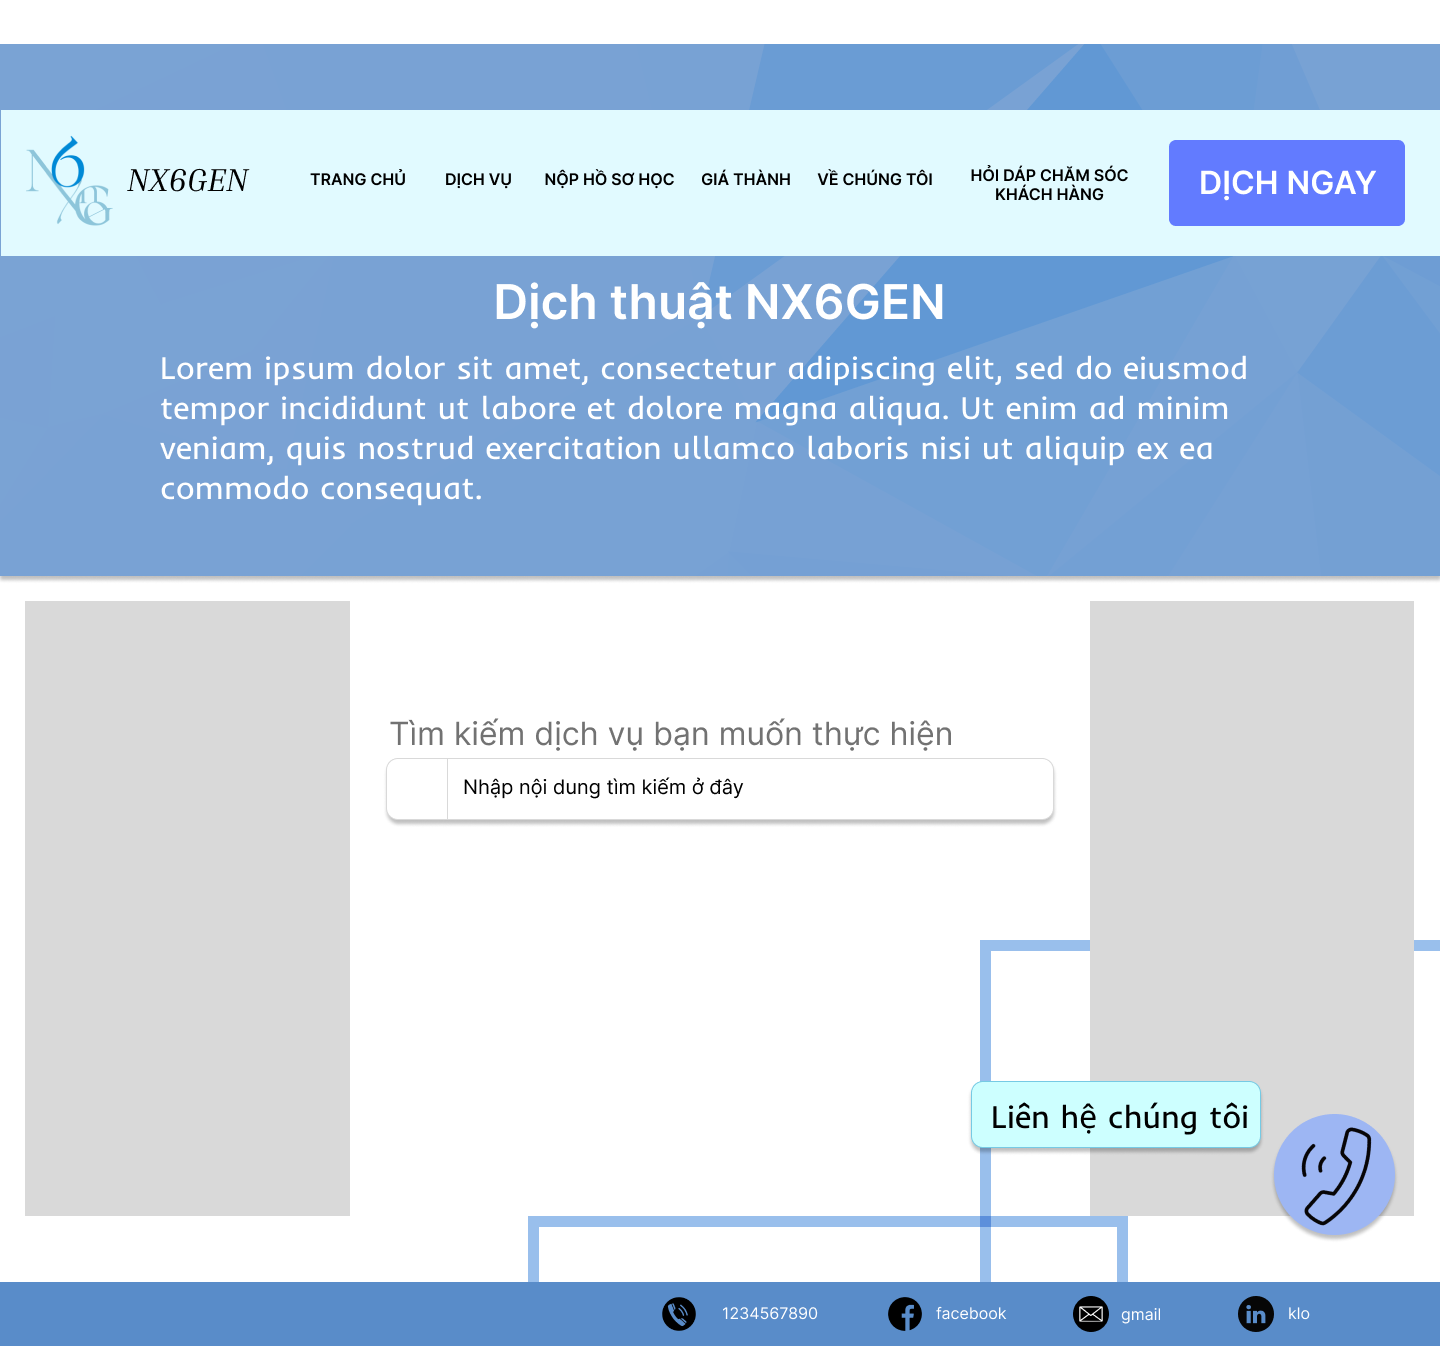 NX6G
NX6GEN
TRANG CHỦ
DỊCH VỤ
NỘP HỒ SƠ HỌC
GIÁ THÀNH
VỀ CHÚNG TÔI
HỎI DÁP CHĂM SÓC
KHÁCH HÀNG
DỊCH NGAY
Dịch thuật NX6GEN
Lorem ipsum dolor sit amet, consectetur adipiscing elit, sed do eiusmod
tempor incididunt ut labore et dolore magna aliqua. Ut enim ad minim
veniam, quis nostrud exercitation ullamco laboris nisi ut aliquip ex ea
commodo consequat.
Tìm kiếm dịch vụ bạn muốn thực hiện
Nhập nội dung tìm kiếm ở đây
Liên hệ chúng tôi
1234567890
facebook
gmail
klo